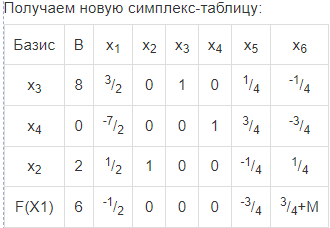 Получаем новую симплекс-таблицу:
Базис B x1 x2 x3 x4 x5 x6
x3 8 3/2 0 1 0 1/4 -1/4
x4 0 -7/2 0 0 1 3/4 -3/4
x2 2 1/2 1 0 0 -1/4 1/4
F(X1) 6 -1/2 0 0 0 -3/4 3/4+M